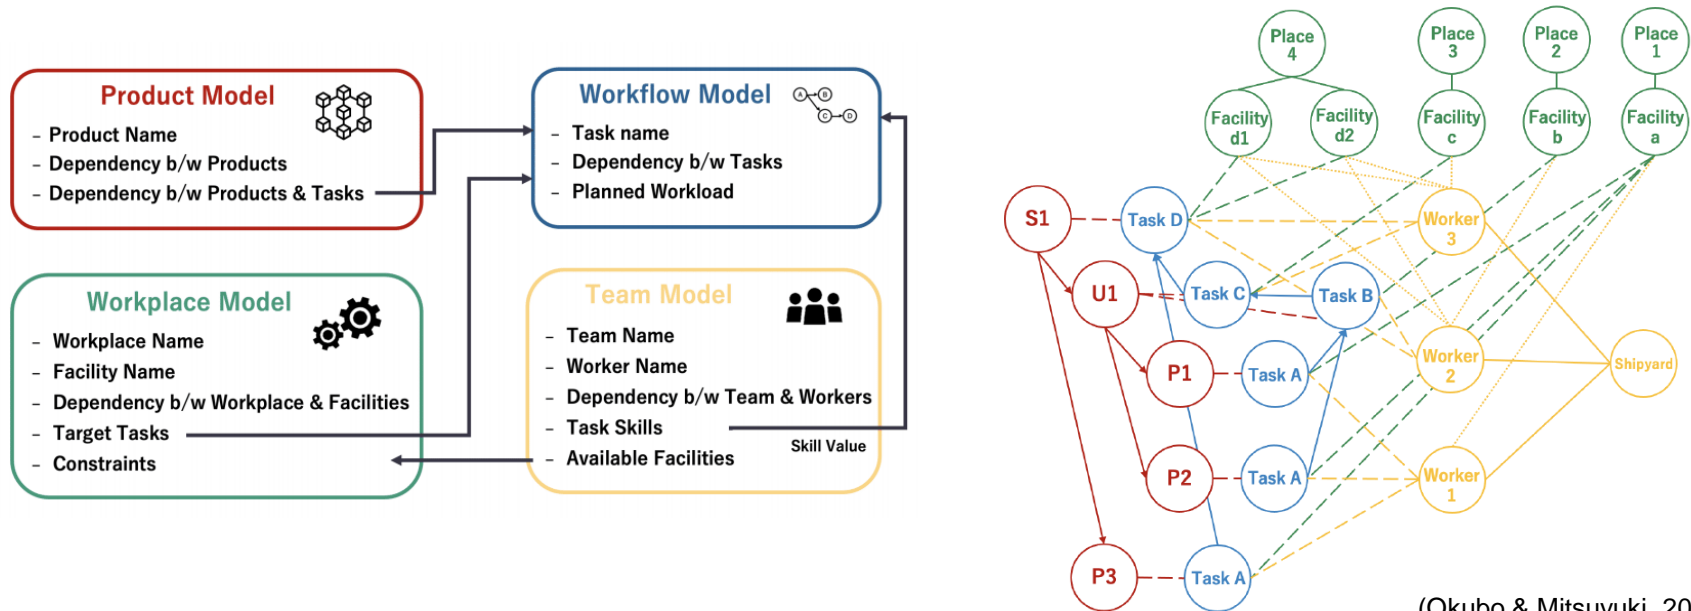 Product Model
- Product Name
- Dependency b/w Products
- Dependency b/w Products & Tasks
Workflow Model
A
B
C
D
- Task name
- Dependency b/w Tasks
- Planned Workload
Workplace Model
- Workplace Name
- Facility Name
- Dependency b/w Workplace & Facilities
- Target Tasks
- Constraints
Team Model
- Team Name
- Worker Name
- Dependency b/w Team & Workers
- Task Skills
Skill Value
- Available Facilities
Place
4
Place
3
Place
2
Place
1
Facility
d1
Facility
d2
Facility
c
Facility
b
Facility
a
S1
Task D
Worker
3
U1
Task C
Task B
P1
Task A
Worker
2
Shipyard
P2
Task A
Worker
1
P3
Task A
(Okubo & Mitsuyuki, 20